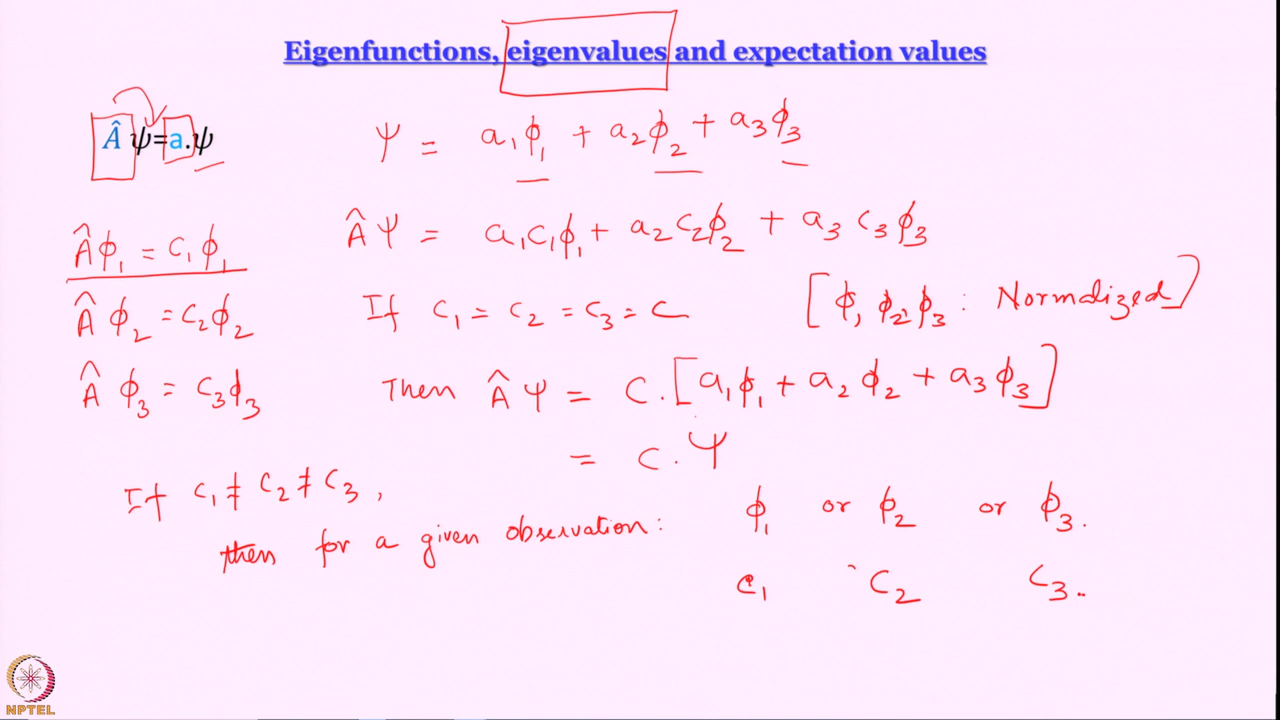 Eigenfunctions, eigenvalues and expectation values
Âψ=a.ψ
ψ = a₁ϕ₁ + a₂ϕ₂ + a₃ϕ₃
Âϕ₁ = c₁ϕ₁
Âψ = a₁c₁ϕ₁ + a₂c₂ϕ₂ + a₃c₃ϕ₃
Âϕ₂ = c₂ϕ₂
If c₁ = c₂ = c₃ = c
[ϕ₁ ϕ₂ ϕ₃ : Normalized]
Âϕ₃ = c₃ϕ₃
Then Âψ = c.[a₁ϕ₁ + a₂ϕ₂ + a₃ϕ₃]
= c.ψ
If c₁ ≠ c₂ ≠ c₃,
then for a given observation:
ϕ₁ or ϕ₂ or ϕ₃.
c₁ c₂ c₃..
NPTEL